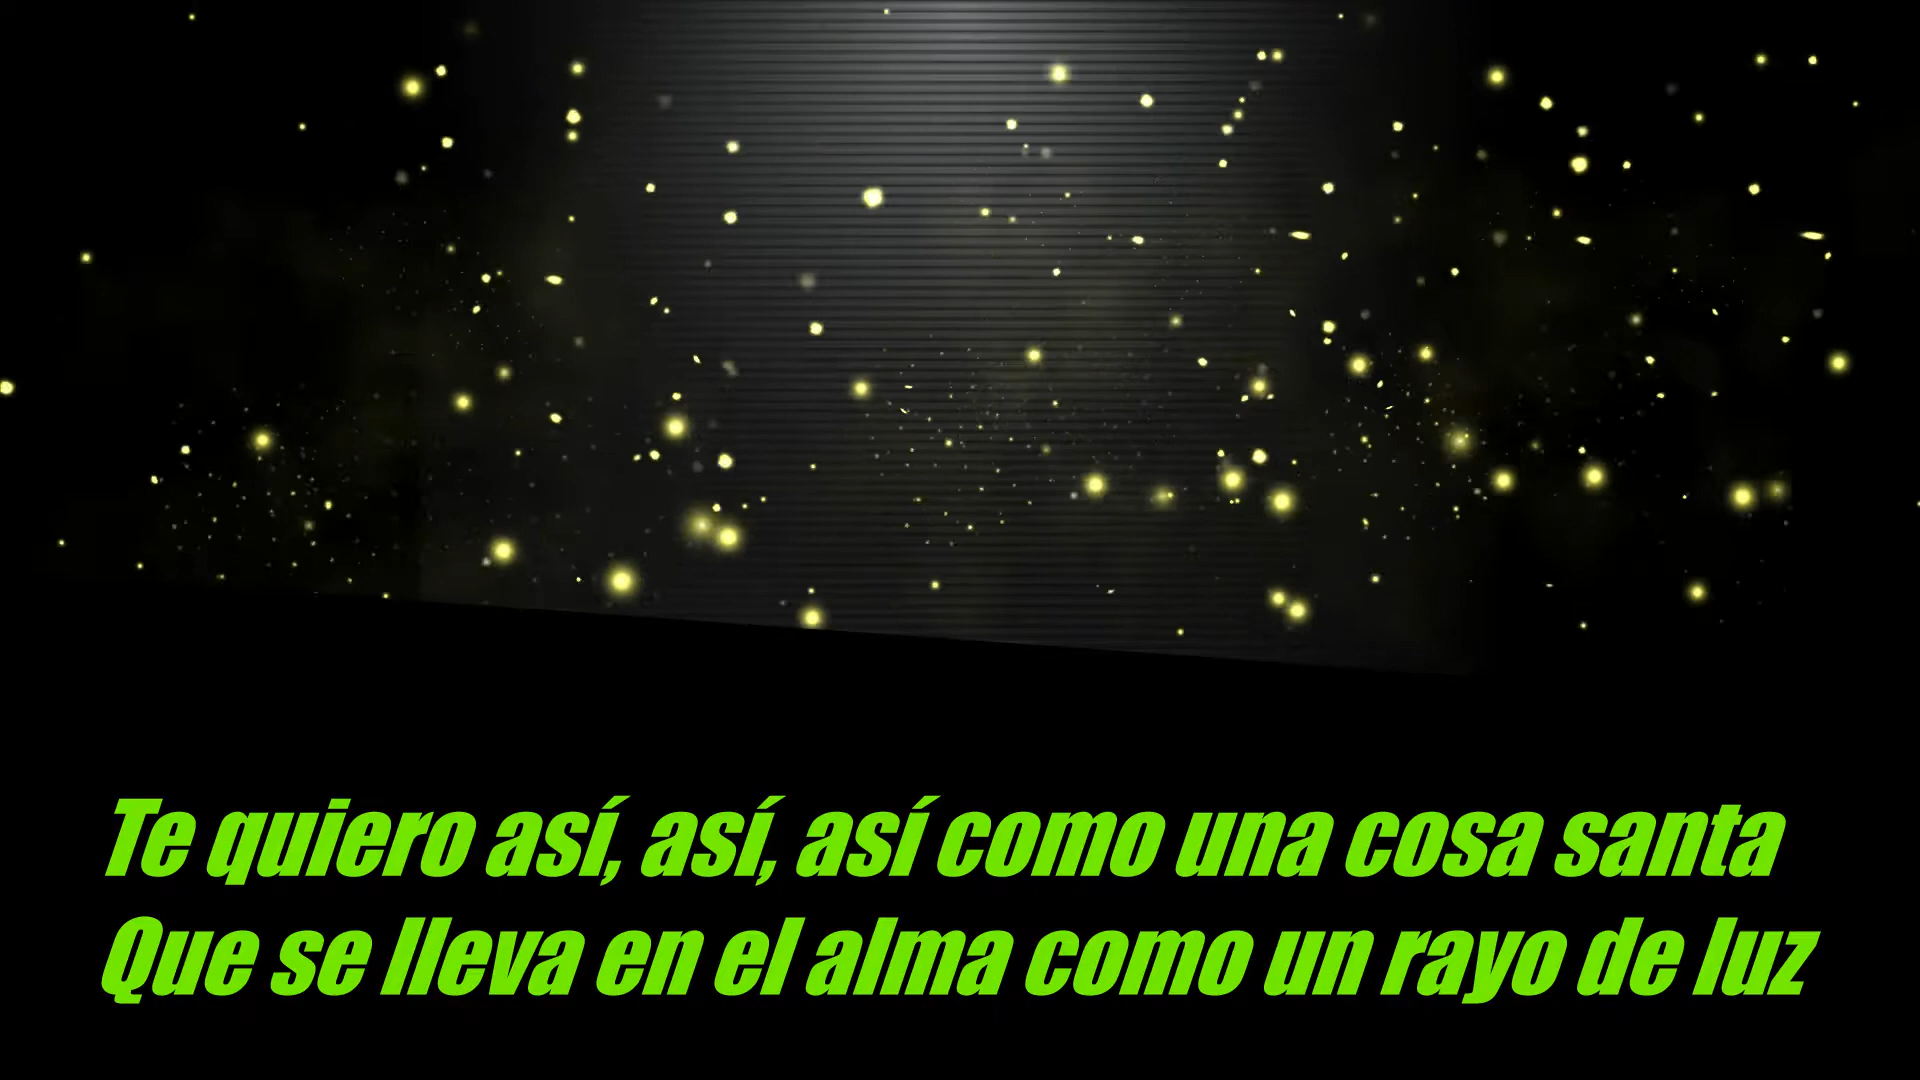 Te quiero así, así, así como una cosa santa
Que se lleva en el alma como un rayo de luz